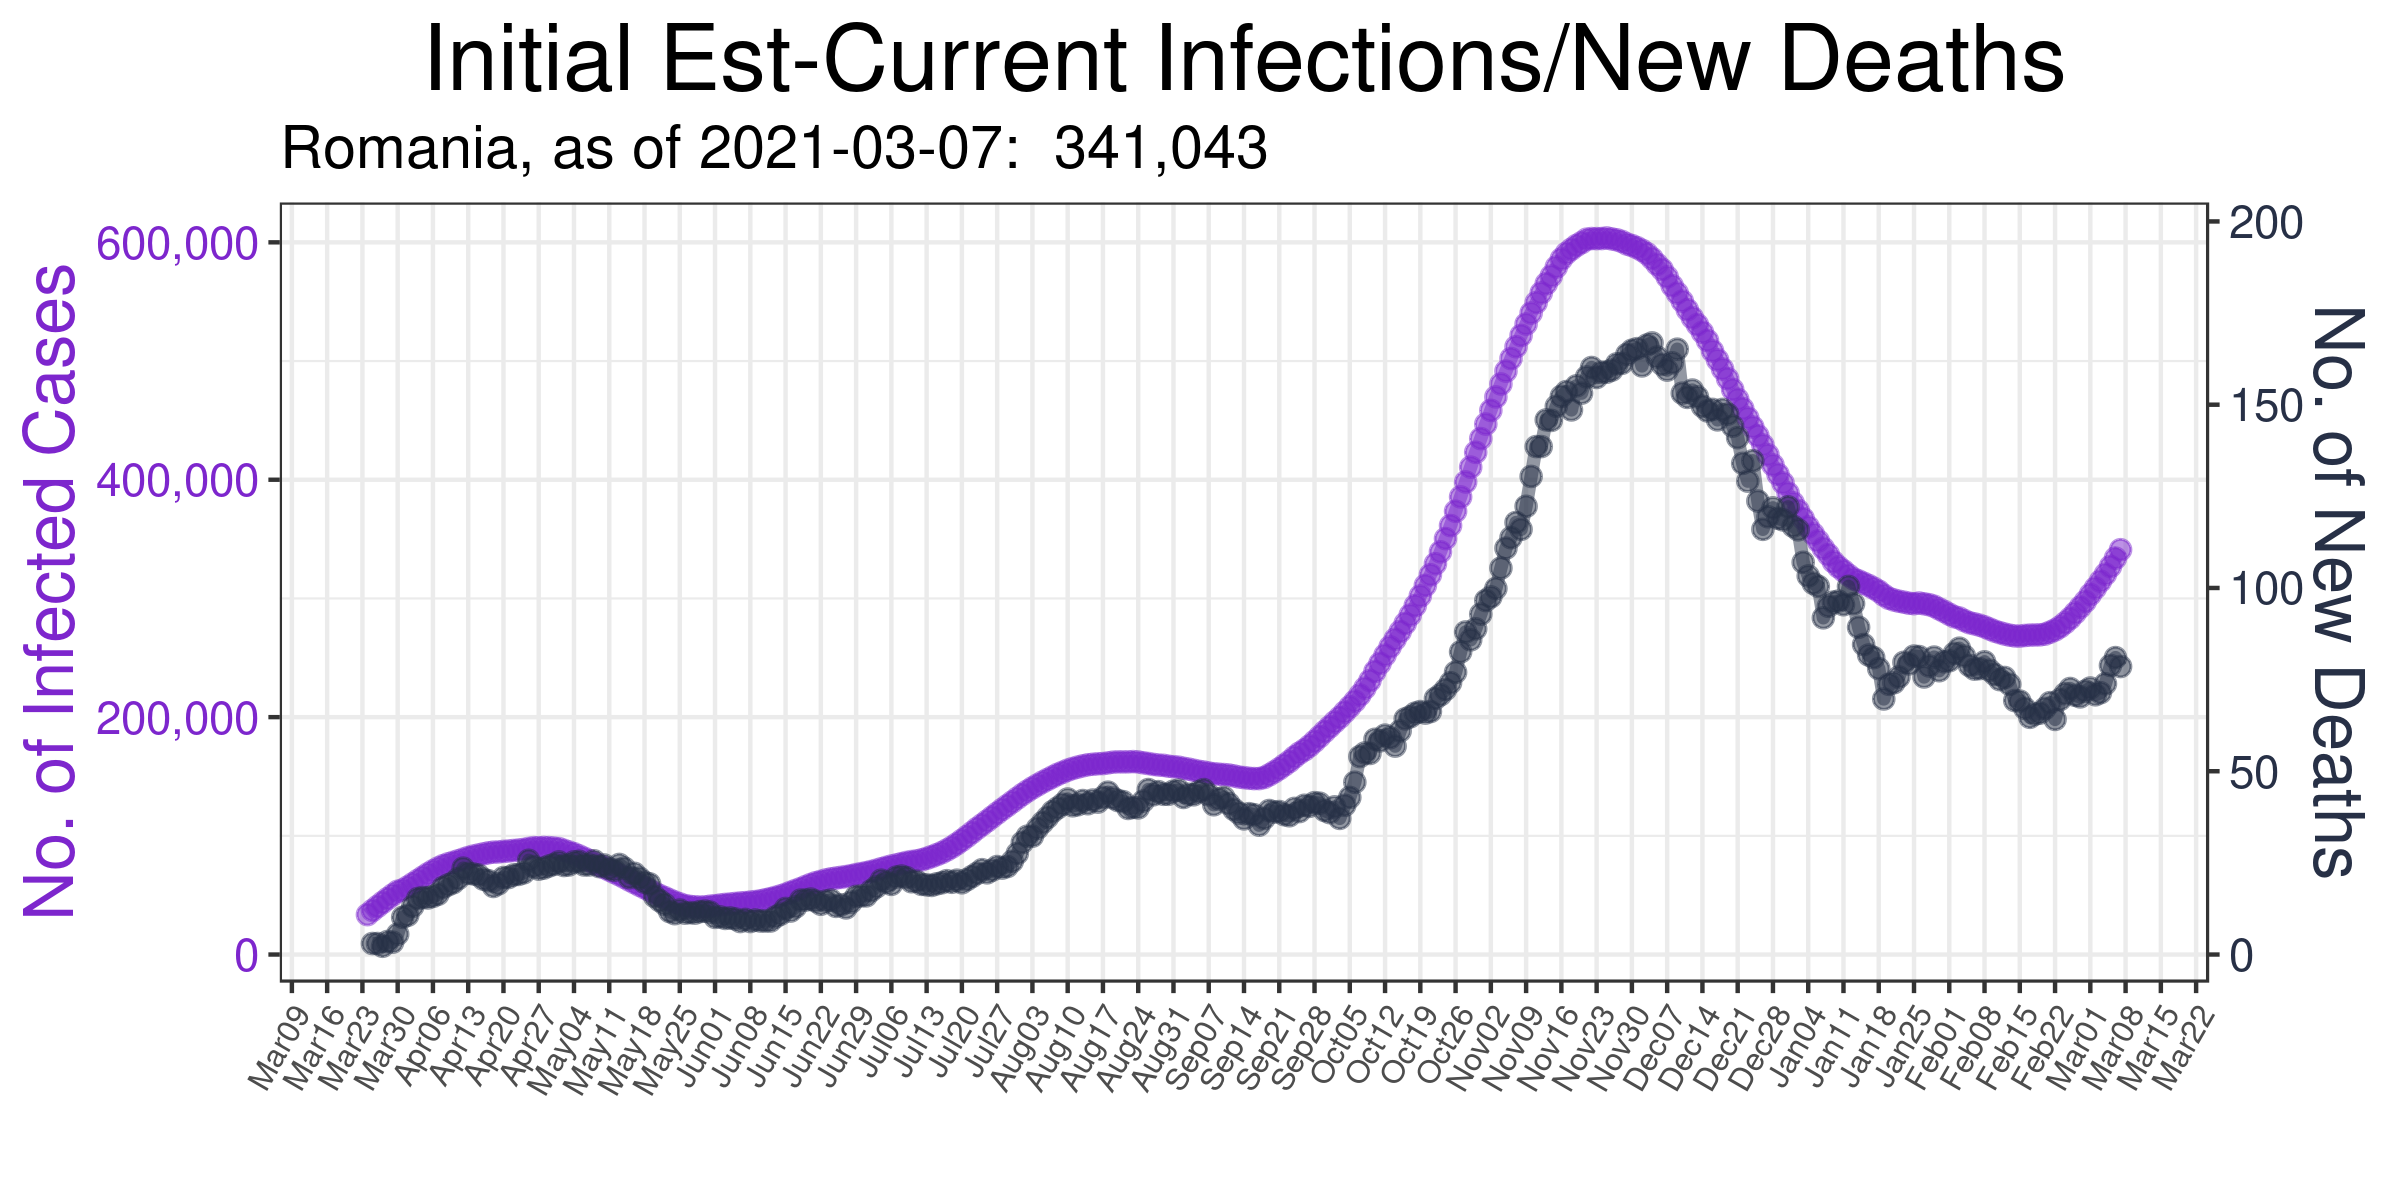 Initial Est-Current Infections/New Deaths
Romania, as of 2021-03-07:  341,043
No. of Infected Cases
600,000
400,000
200,000
0
200
150
100
50
0
No. of New Deaths
Mar09
Mar16
Mar23
Mar30
Apr06
Apr13
Apr20
Apr27
May04
May11
May18
May25
Jun01
Jun08
Jun15
Jun22
Jun29
Jul06
Jul13
Jul20
Jul27
Aug03
Aug10
Aug17
Aug24
Aug31
Sep07
Sep14
Sep21
Sep28
Oct05
Oct12
Oct19
Oct26
Nov02
Nov09
Nov16
Nov23
Nov30
Dec07
Dec14
Dec21
Dec28
Jan04
Jan11
Jan18
Jan25
Feb01
Feb08
Feb15
Feb22
Mar01
Mar08
Mar15
Mar22